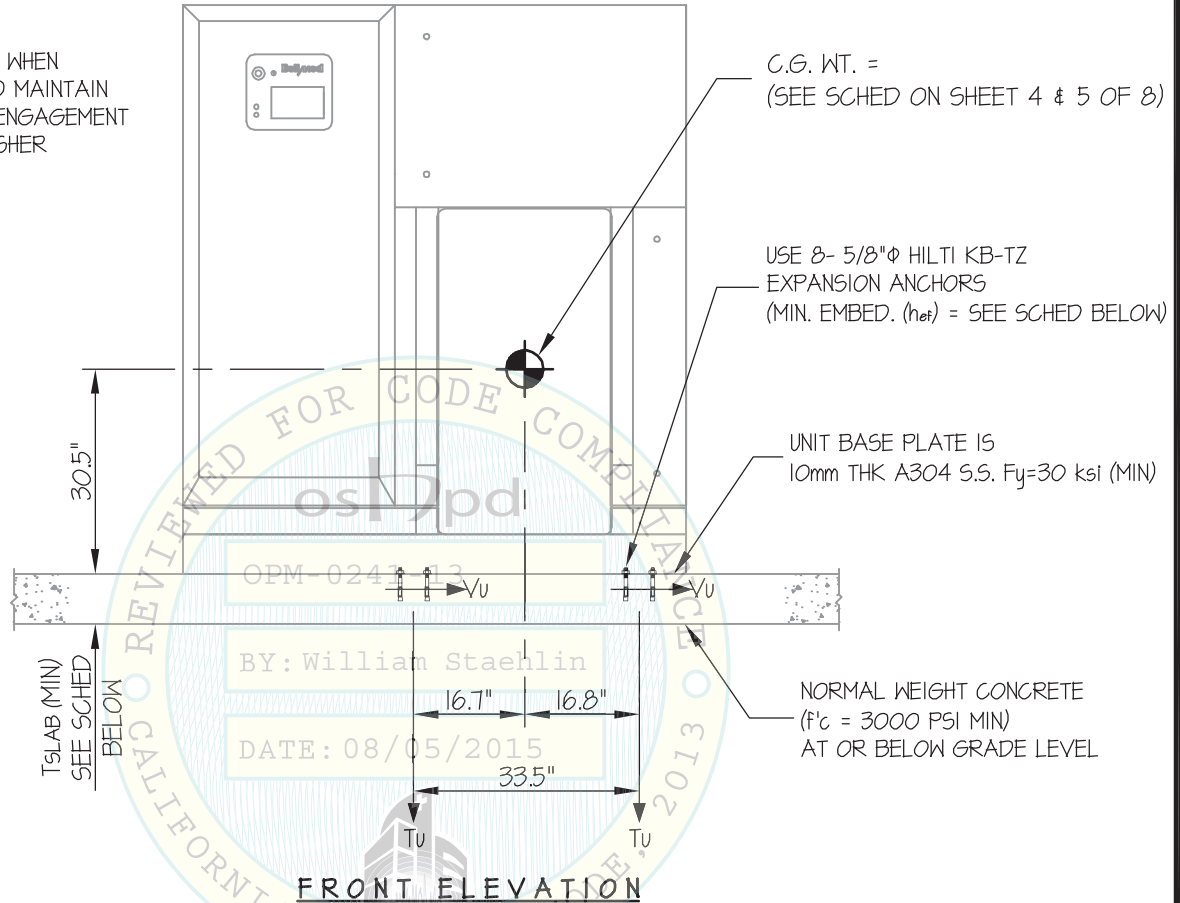 WHEN
MAINTAIN
ENGAGEMENT
C.G. WT. =
(SEE SCHED ON SHEET 4 & 5 OF 8)
USE 8- 5/8"Φ HILTI KB-TZ
EXPANSION ANCHORS
(MIN. EMBED. (hef) = SEE SCHED BELOW)
UNIT BASE PLATE IS
10mm THK A304 S.S. Fy=30 ksi (MIN)
30.5"
REVIEWED FOR CODE COMPLIANCE
oshpd
OPM-0241-13
Vu
Vu
BY: William Staehlin
TSLAB (MIN)
SEE SCHED
BELOW
16.7"
16.8"
NORMAL WEIGHT CONCRETE
(f'c = 3000 PSI MIN)
AT OR BELOW GRADE LEVEL
DATE: 08/05/2015
33.5"
Tu
Tu
2013
FRONT ELEVATION